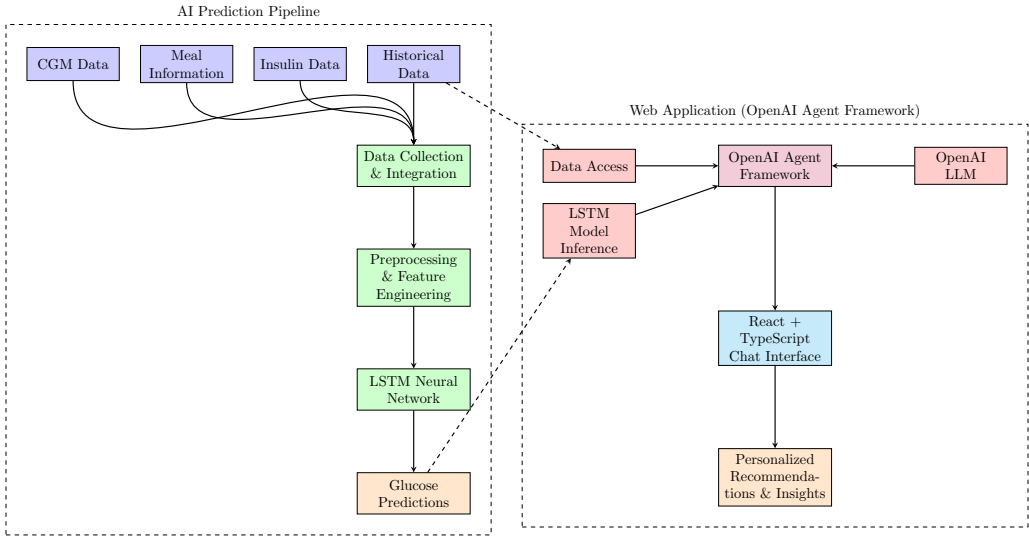 AI Prediction Pipeline
CGM Data
Meal
Information
Insulin Data
Historical
Data
Data Collection
& Integration
Preprocessing
& Feature
Engineering
LSTM Neural
Network
Glucose
Predictions
Web Application (OpenAI Agent Framework)
Data Access
OpenAI Agent
Framework
OpenAI
LLM
LSTM
Model
Inference
React +
TypeScript
Chat Interface
Personalized
Recommenda-
tions & Insights